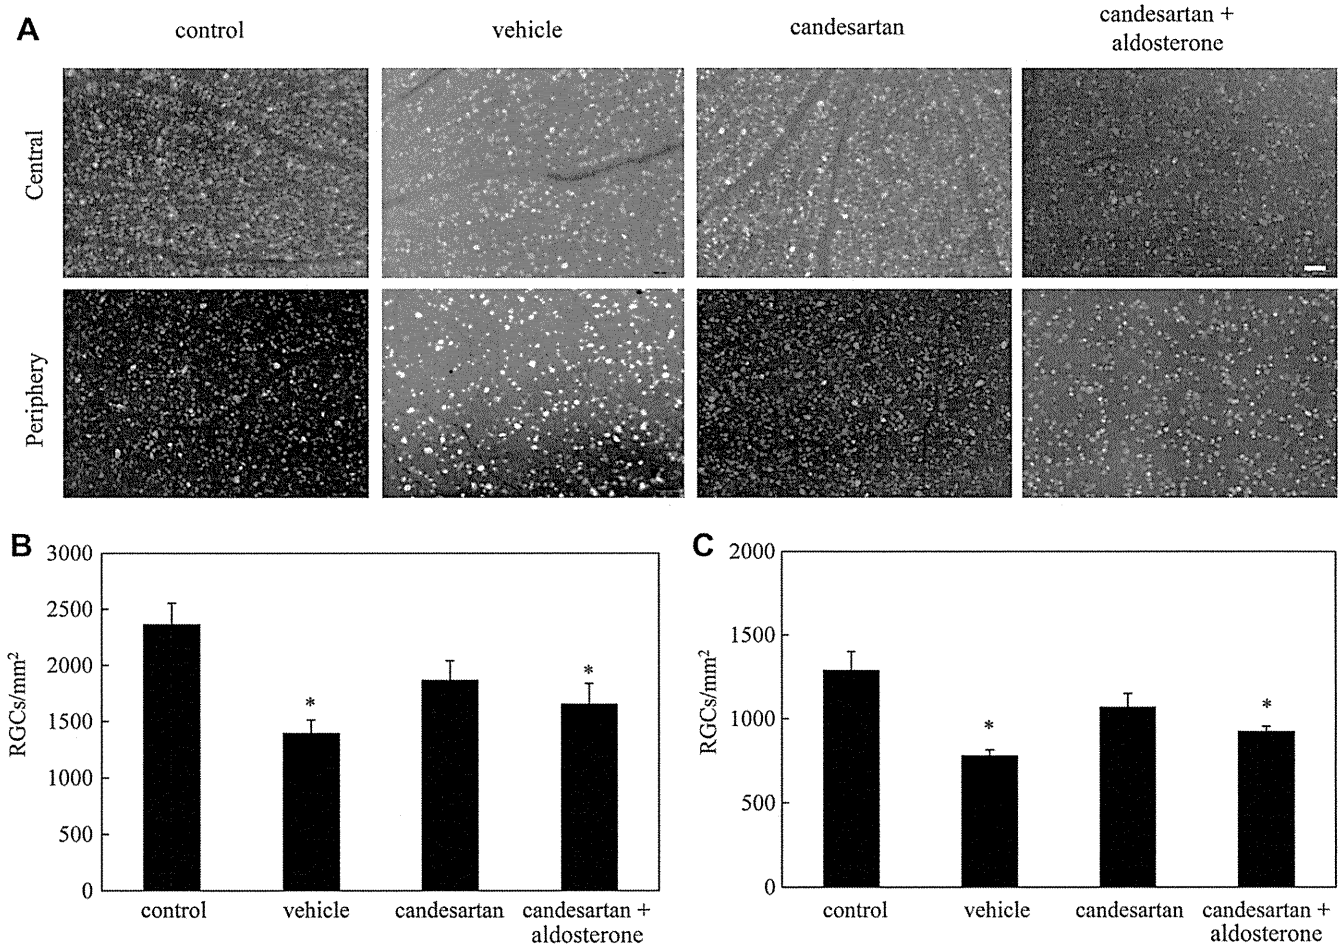 A
control
vehicle
candesartan
candesartan +
aldosterone
Central
Periphery
B
3000
2500
2000
1500
1000
500
0
RGCs/mm²
*
*
control
vehicle
candesartan
candesartan +
aldosterone
C
2000
1500
1000
500
0
RGCs/mm²
*
*
control
vehicle
candesartan
candesartan +
aldosterone